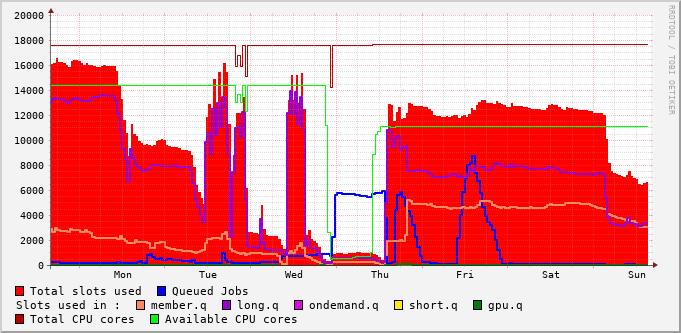 20000
18000
16000
14000
12000
10000
8000
6000
4000
2000
0
Mon Tue Wed Thu Fri Sat Sun
RRDTOOL / TOBI OETIKER
Total slots used Queued Jobs
Slots used in : member.q long.q ondemand.q short.q gpu.q
Total CPU cores Available CPU cores